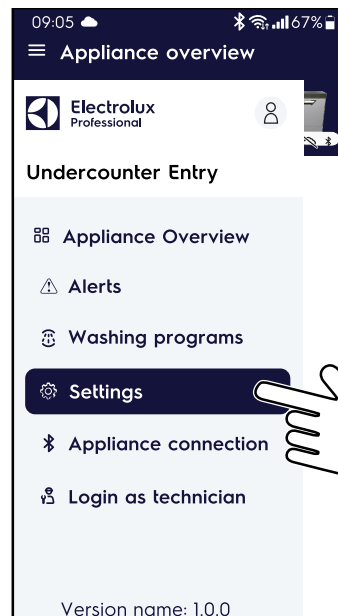 09:05 67%
Appliance overview
Electrolux
Professional
Undercounter Entry
Appliance Overview
Alerts
Washing programs
Settings
Appliance connection
Login as technician
Version name: 1.0.0